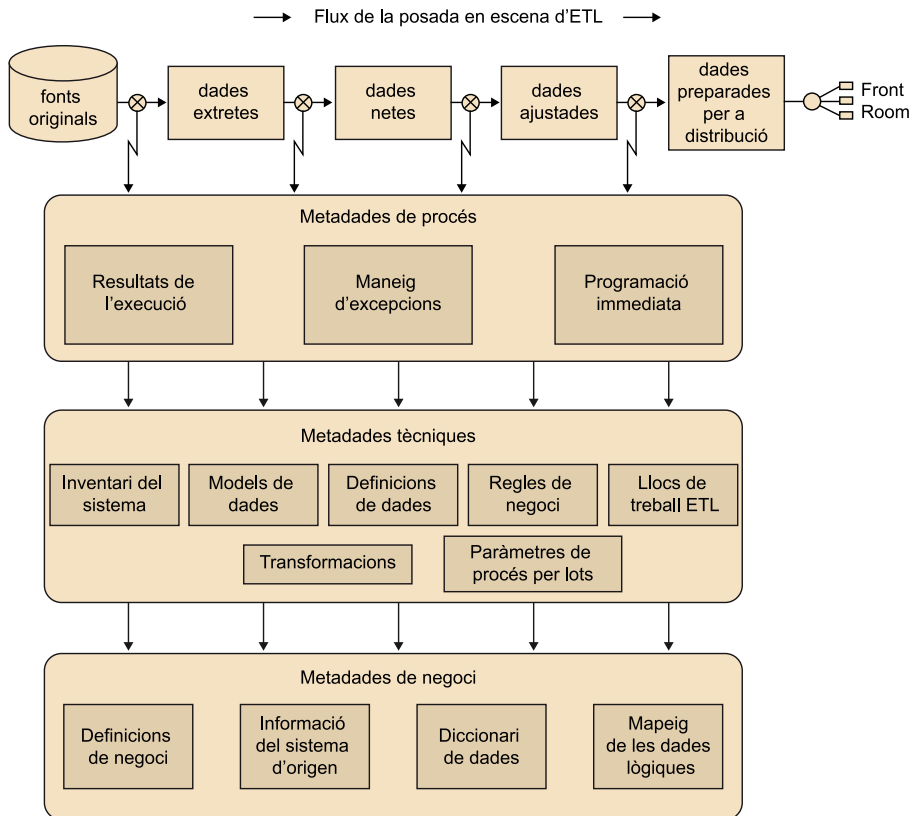 Flux de la posada en escena d'ETL
fonts
originals
dades
extretes
dades
netes
dades
ajustades
dades
preparades
per a
distribució
Front
Room
Metadades de procés
Resultats de
l'execució
Maneig
d'excepcions
Programació
immediata
Metadades tècniques
Inventari del
sistema
Models de
dades
Definicions
de dades
Regles de
negoci
Llocs de
treball ETL
Transformacions
Paràmetres de
procés per lots
Metadades de negoci
Definicions
de negoci
Informació
del sistema
d'origen
Diccionari
de dades
Mapeig
de les dades
lògiques